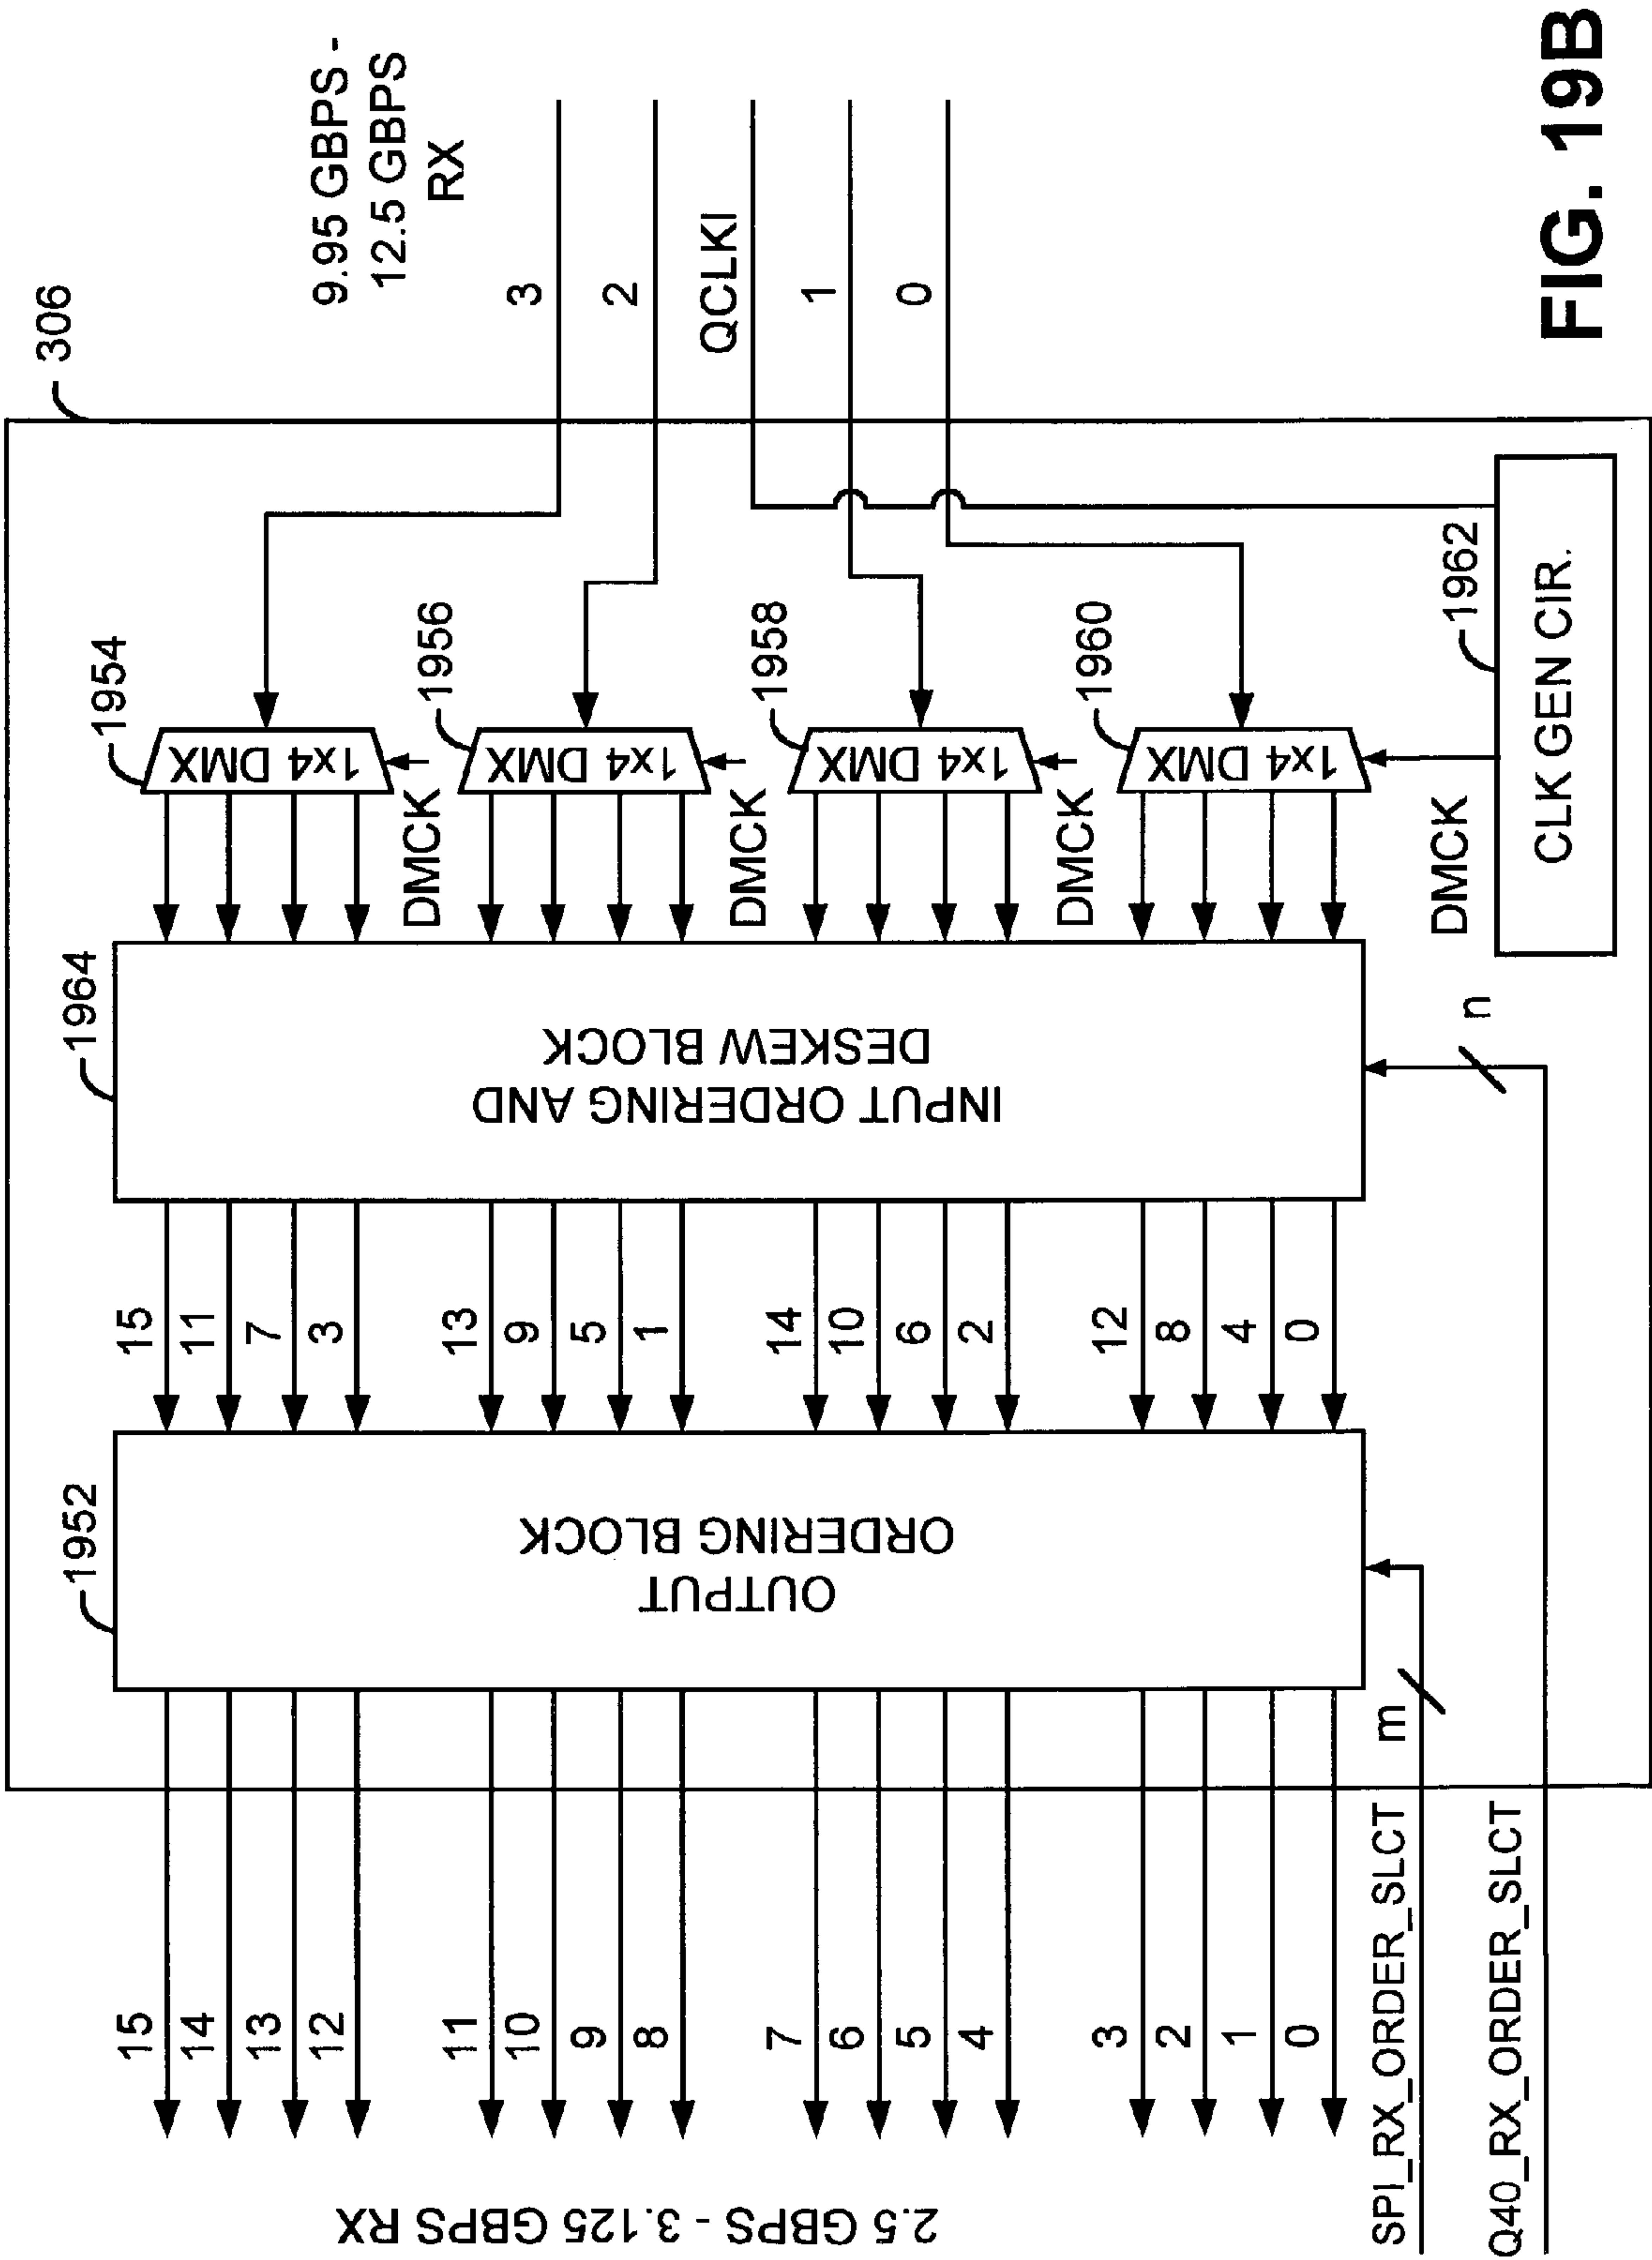 306
9.95 GBPS -
12.5 GBPS
RX
3
2
QCLKI
1
0
1954
1x4 DMX
DMCK
1956
1x4 DMX
DMCK
1958
1x4 DMX
DMCK
1960
1x4 DMX
DMCK
1962
CLK GEN CIR.
1964
INPUT ORDERING AND
DESKEW BLOCK
n
15
11
7
3
13
9
5
1
14
10
6
2
12
8
4
0
1952
OUTPUT
ORDERING BLOCK
m
15
14
13
12
11
10
9
8
7
6
5
4
3
2
1
0
2.5 GBPS - 3.125 GBPS RX
SPI_RX_ORDER_SLCT
Q40_RX_ORDER_SLCT
FIG. 19B